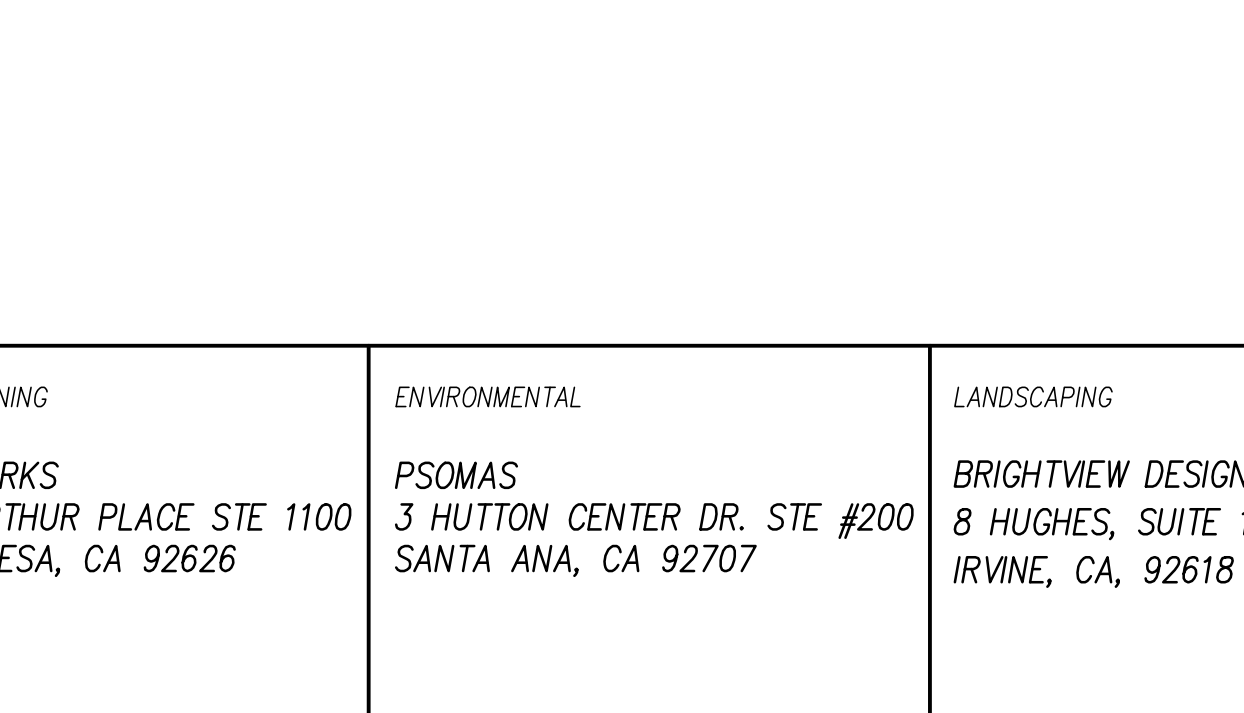 NING
RKS
THUR PLACE STE 1100
ESA, CA 92626
ENVIRONMENTAL
PSOMAS
3 HUTTON CENTER DR. STE #200
SANTA ANA, CA 92707
LANDSCAPING
BRIGHTVIEW DESIGN
8 HUGHES, SUITE
IRVINE, CA, 92618